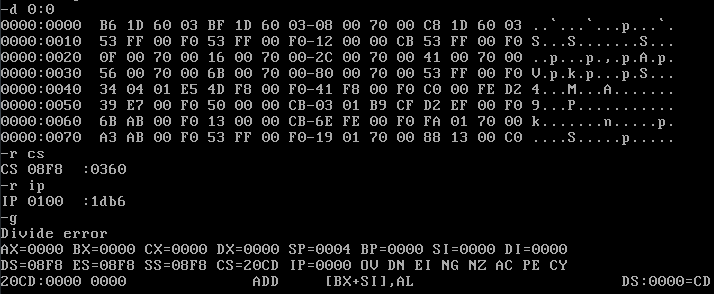 -d 0:0
0000:0000  B6 1D 60 03 BF 1D 60 03-08 00 70 00 C8 1D 60 03   ..`...`...p...`.
0000:0010  53 FF 00 F0 53 FF 00 F0-12 00 00 CB 53 FF 00 F0   S...S.......S...
0000:0020  0F 00 70 00 16 00 70 00-2C 00 70 00 41 00 70 00   ..p...p.,.p.A.p.
0000:0030  56 00 70 00 6B 00 70 00-80 00 70 00 53 FF 00 F0   V.p.k.p...p.S...
0000:0040  34 04 01 E5 4D F8 00 F0-41 F8 00 F0 C0 00 FE D2   4...M...A.......
0000:0050  39 E7 00 F0 50 00 00 CB-03 01 B9 CF D2 EF 00 F0   9...P...........
0000:0060  6B AB 00 F0 13 00 00 CB-6E FE 00 F0 FA 01 70 00   k.......n.....p.
0000:0070  A3 AB 00 F0 53 FF 00 F0-19 01 70 00 88 13 00 C0   ....S.....p.....
-r cs
CS 08F8  :0360
-r ip
IP 0100  :1db6
-g
Divide error
AX=0000 BX=0000 CX=0000 DX=0000 SP=0004 BP=0000 SI=0000 DI=0000
DS=08F8 ES=08F8 SS=08F8 CS=20CD IP=0000 OV DN EI NG NZ AC PE CY
20CD:0000 0000          ADD     [BX+SI],AL                         DS:0000=CD